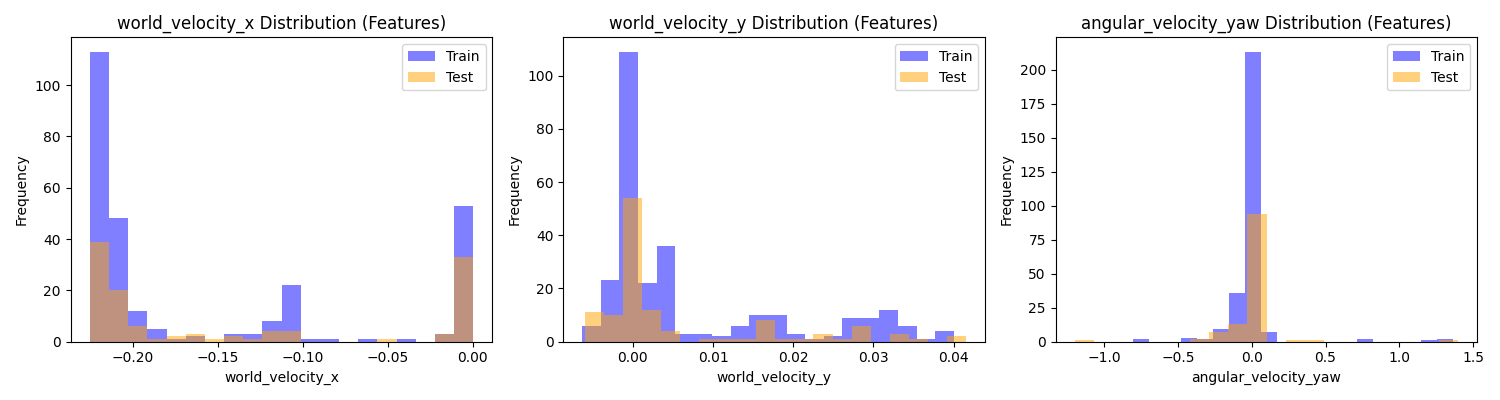 world_velocity_x Distribution (Features)
Frequency
100
80
60
40
20
0
Train
Test
−0.20
−0.15
−0.10
−0.05
0.00
world_velocity_x
world_velocity_y Distribution (Features)
Frequency
100
80
60
40
20
0
Train
Test
0.00
0.01
0.02
0.03
0.04
world_velocity_y
angular_velocity_yaw Distribution (Features)
Frequency
200
175
150
125
100
75
50
25
0
Train
Test
−1.0
−0.5
0.0
0.5
1.0
1.5
angular_velocity_yaw